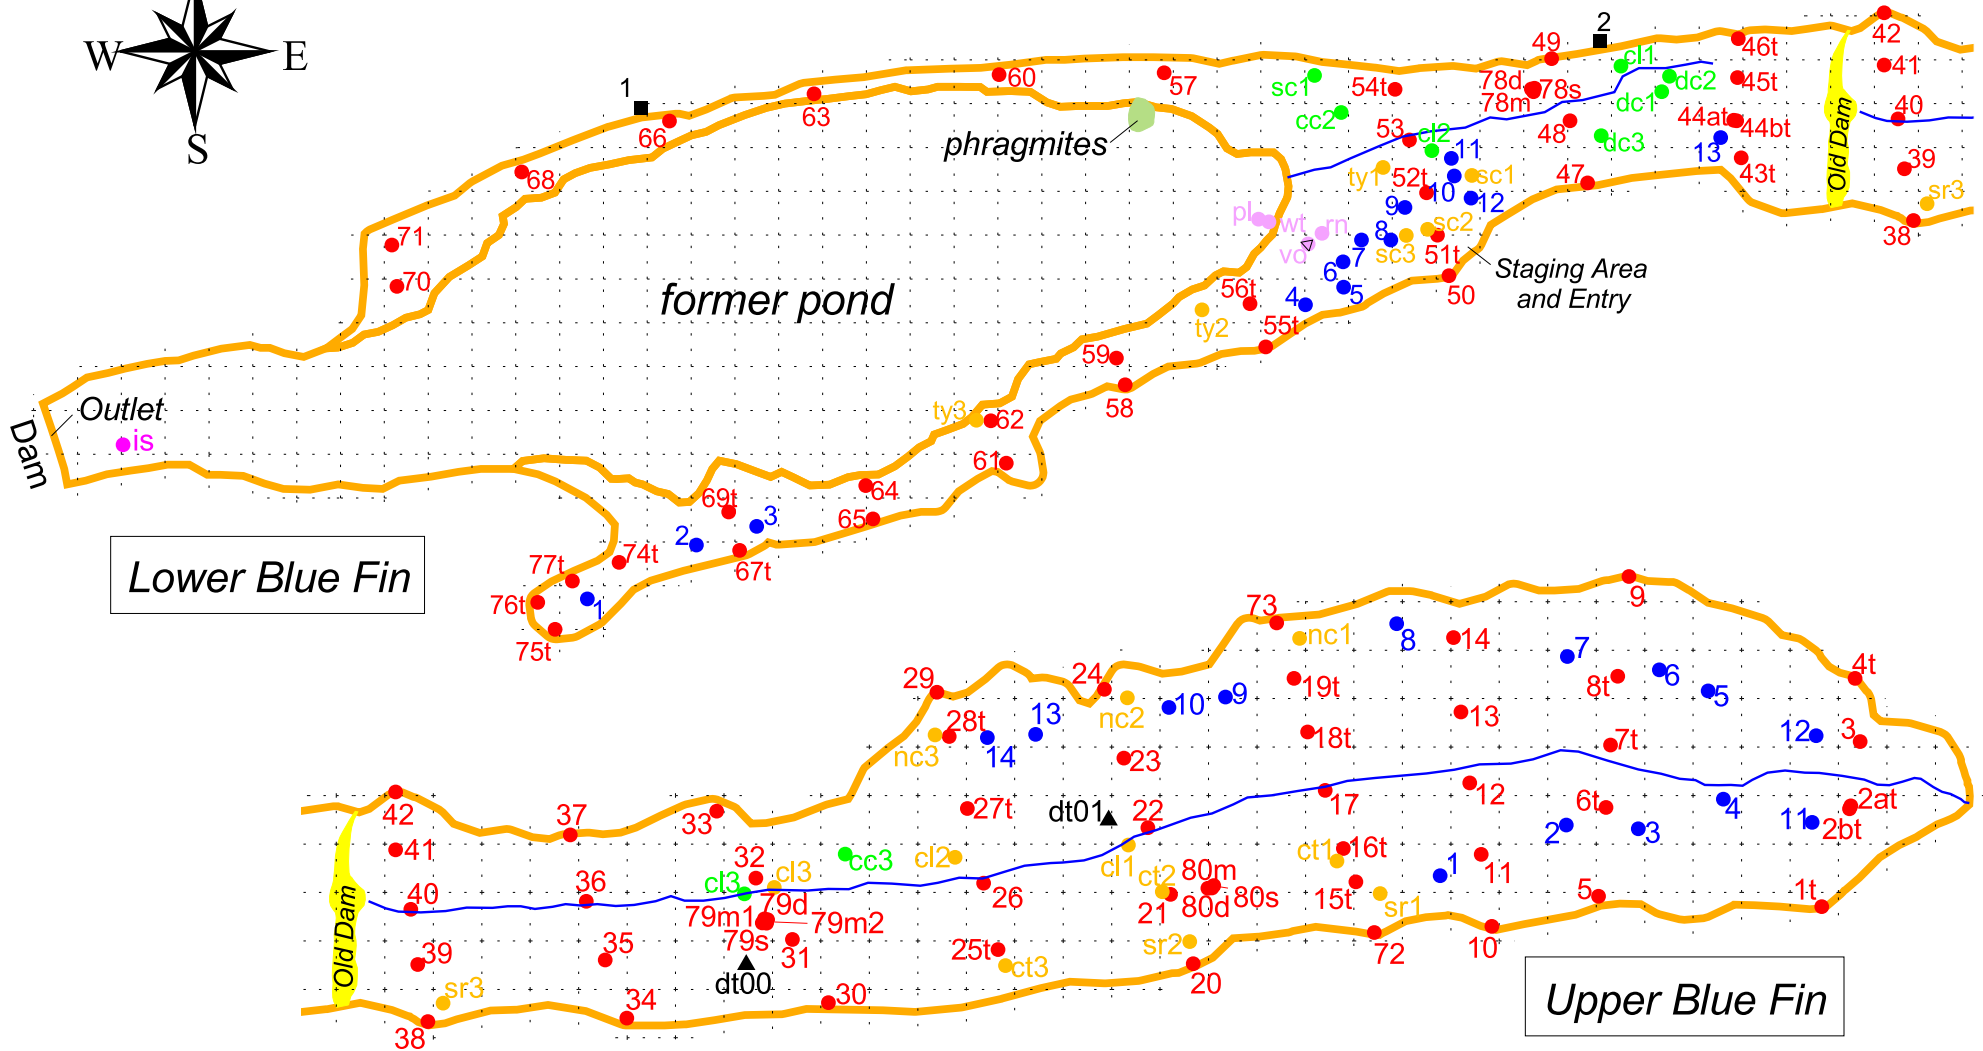 W E
S
1
66
63
60
57
sc1
cc2
54t
49
2
cl1
dc2
dc1
dc3
46t
45t
44at
44bt
43t
13
42
41
40
39
sr3
38
Old Dam
78d
78s
78m
48
47
53
cl2
11
ty1
52t
10
sc1
12
9
8
sc2
sc3
51t
50
Staging Area
and Entry
pl
wt
rn
vo
7
6
5
4
56t
55t
ty2
phragmites
68
71
70
former pond
59
58
ty3
62
61
64
65
69t
3
2
67t
74t
77t
76t
1
75t
Outlet
is
Dam
Lower Blue Fin
9
73
nc1
8
14
7
6
8t
5
4t
29
24
19t
nc2
10
9
13
12
3
28t
13
14
nc3
23
18t
7t
42
37
33
27t
dt01
22
17
12
6t
4
2at
2bt
11
2
3
41
32
cl3
cl3
cc3
cl2
cl1
ct2
80m
80s
80d
21
ct1
16t
15t
1
11
sr1
5
1t
40
36
79d
79m1
79m2
79s
31
26
Old Dam
39
35
dt00
25t
ct3
sr2
20
72
10
sr3
38
34
30
Upper Blue Fin